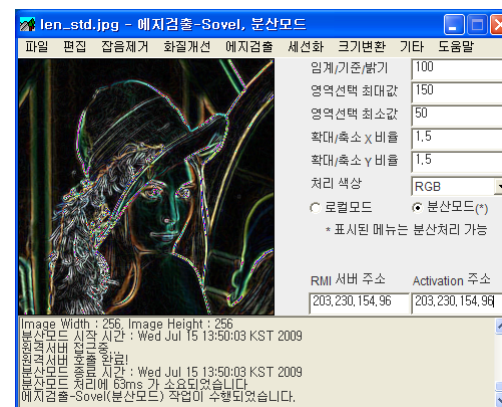 len_std.jpg - 에지검출-Sovel, 분산모드
파일 편집 잡음제거 화질개선 에지검출 세선화 크기변환 기타 도움말
임계/기준/밝기 100
영역선택 최대값 150
영역선택 최소값 50
확대/축소 X 비율 1.5
확대/축소 Y 비율 1.5
처리 색상 RGB
로컬모드 분산모드(*)
* 표시된 메뉴는 분산처리 가능
RMI 서버 주소 Activation 주소
203.230.154.96 203.230.154.96
Image Width : 256, Image Height : 256
분산모드 시작 시간 : Wed Jul 15 13:50:03 KST 2009
원격서버 접근중...
원격서버 호출 완료!
분산모드 종료 시간 : Wed Jul 15 13:50:03 KST 2009
분산모드 처리에 63ms 가 소요되었습니다
에지검출-Sovel(분산모드) 작업이 수행되었습니다.